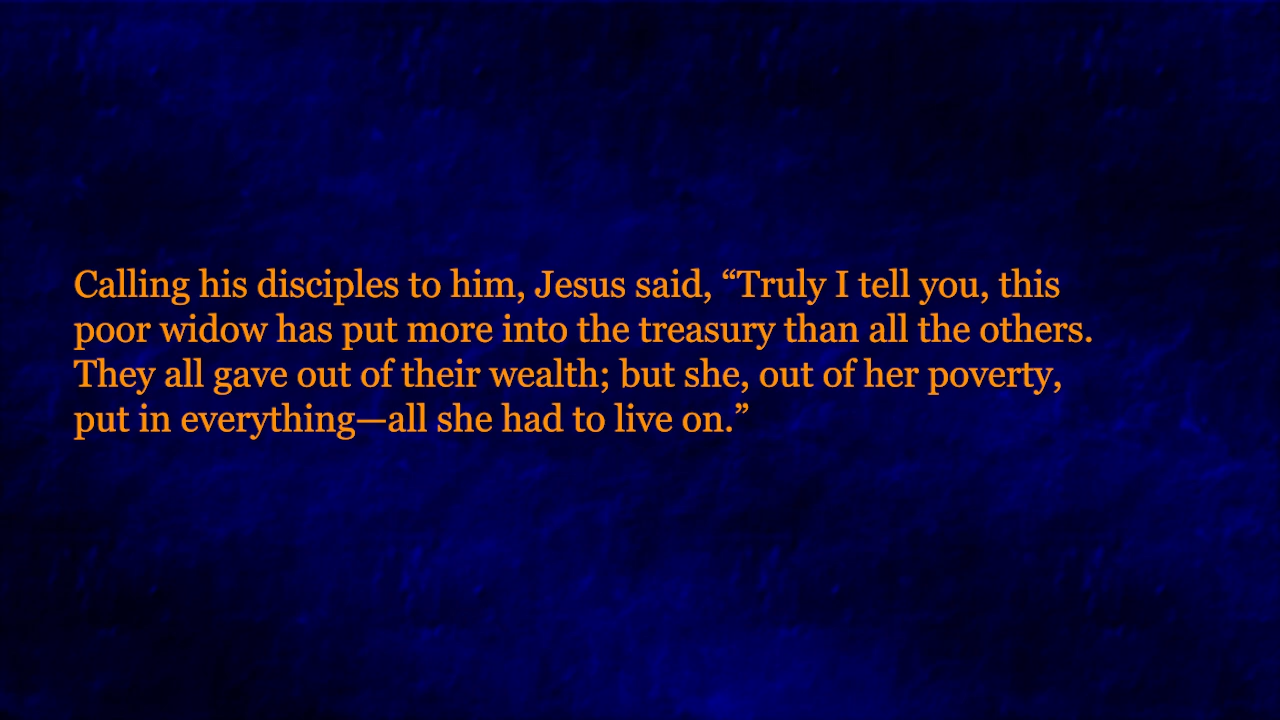 Calling his disciples to him, Jesus said, “Truly I tell you, this
poor widow has put more into the treasury than all the others.
They all gave out of their wealth; but she, out of her poverty,
put in everything—all she had to live on.”